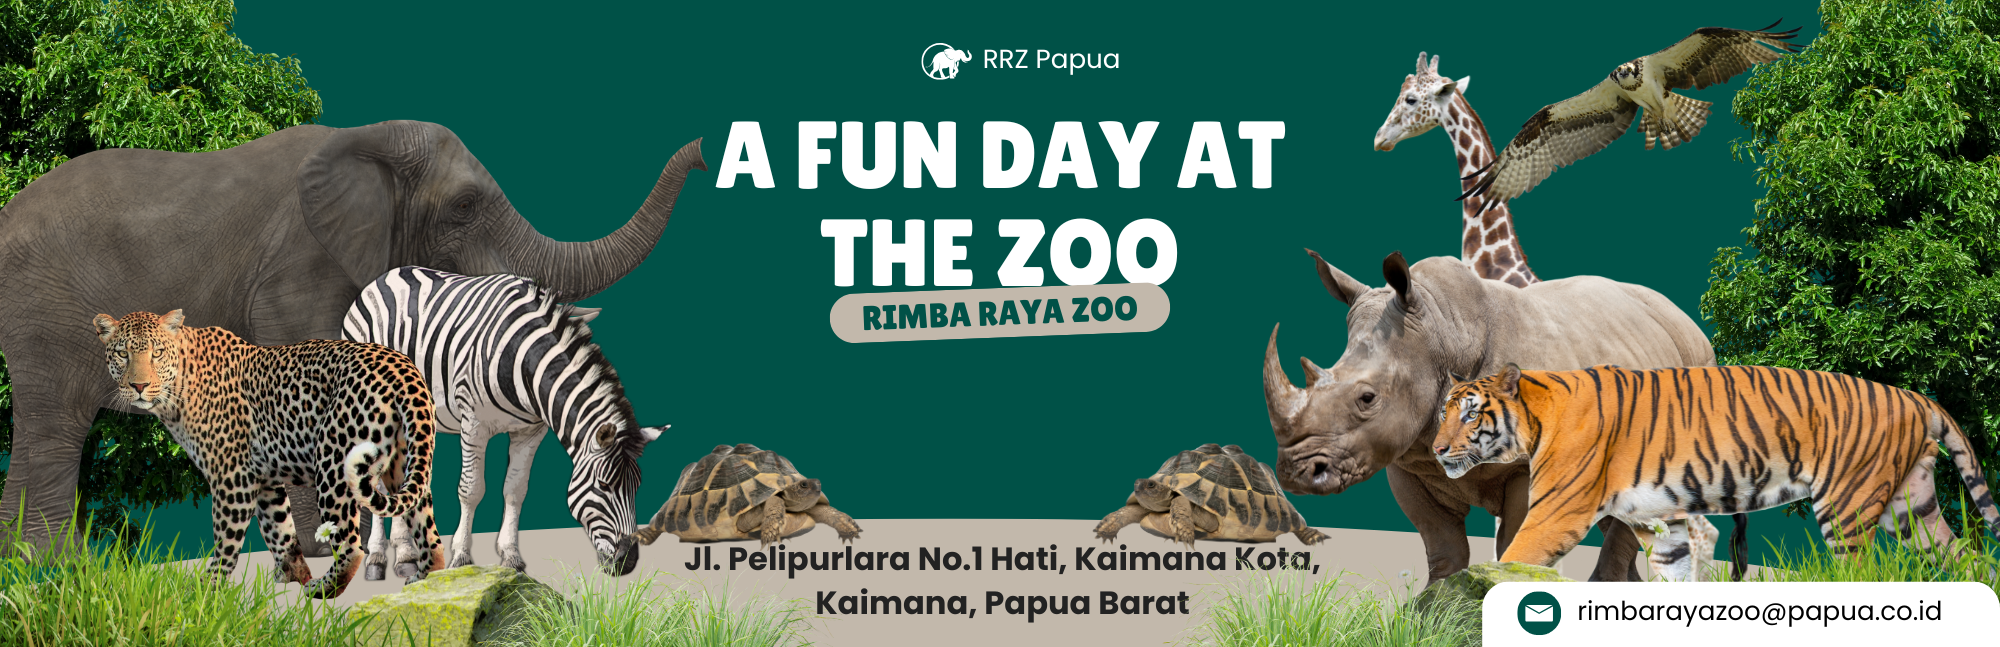 RRZ Papua
A FUN DAY AT
THE ZOO
RIMBA RAYA ZOO
Jl. Pelipurlara No.1 Hati, Kaimana Kota,
Kaimana, Papua Barat
rimbarayazoo@papua.co.id